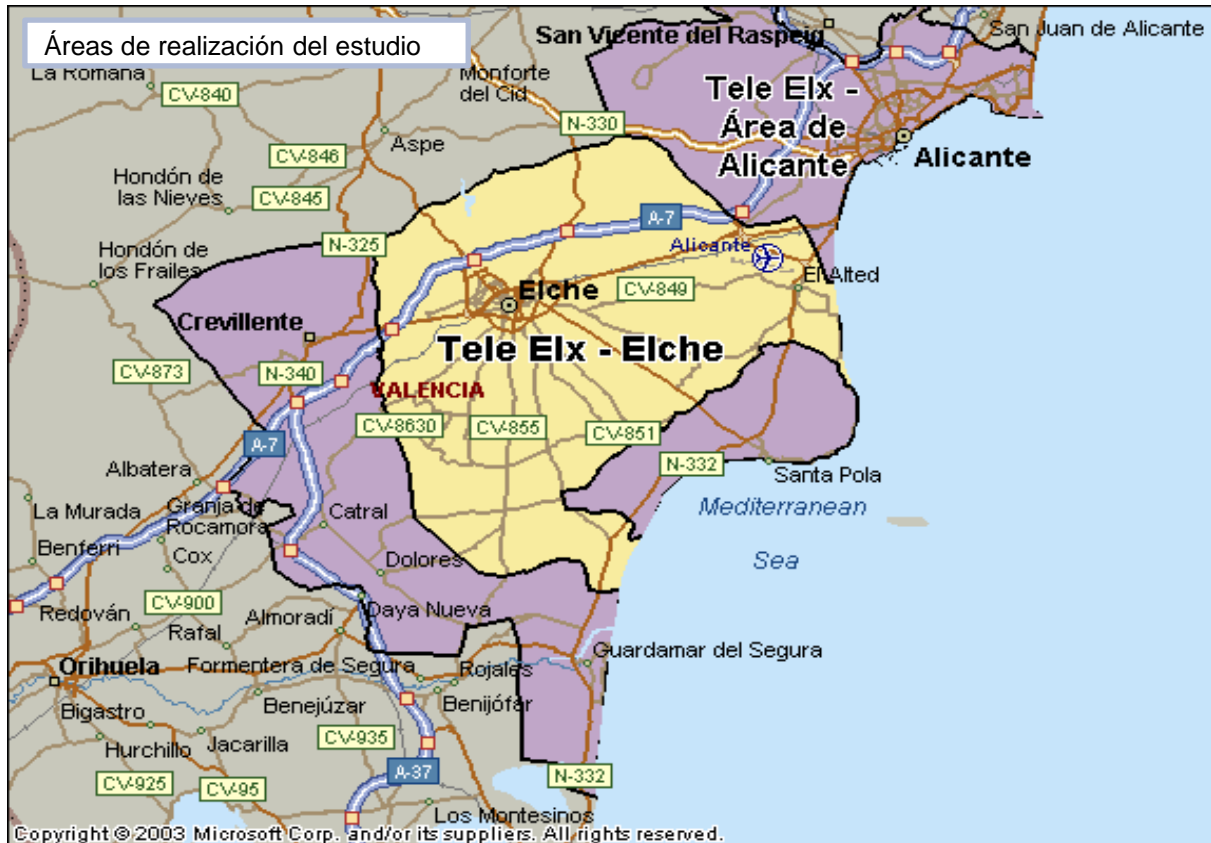 Áreas de realización del estudio
San Vicente del Raspeig
San Juan de Alicante
La Romana
CV-840
Monforte
del Cid
Tele Elx -
Área de
Alicante
N-330
Aspe
CV-846
Alicante
Hondón de
las Nieves
CV-845
A-7
N-325
Alicante
Hondón de
los Frailes
El Alted
Elche
CV-849
Crevillente
Tele Elx - Elche
CV-873
N-340
VALENCIA
CV-8630
CV-855
CV-851
A-7
N-332
Albatera
Santa Pola
La Murada
Granja de
Rocamora
Catral
Mediterranean
Sea
Benferri
Cox
Dolores
CV-900
Redován
Almoradí
Daya Nueva
Rafal
Guardamar del Segura
Orihuela
Formentera de Segura
Rojales
Bigastro
Benejúzar
Benijófar
Hurchillo
Jacarilla
CV-935
CV-925
CV-95
A-37
N-332
Los Montesinos
Copyright © 2003 Microsoft Corp. and/or its suppliers. All rights reserved.